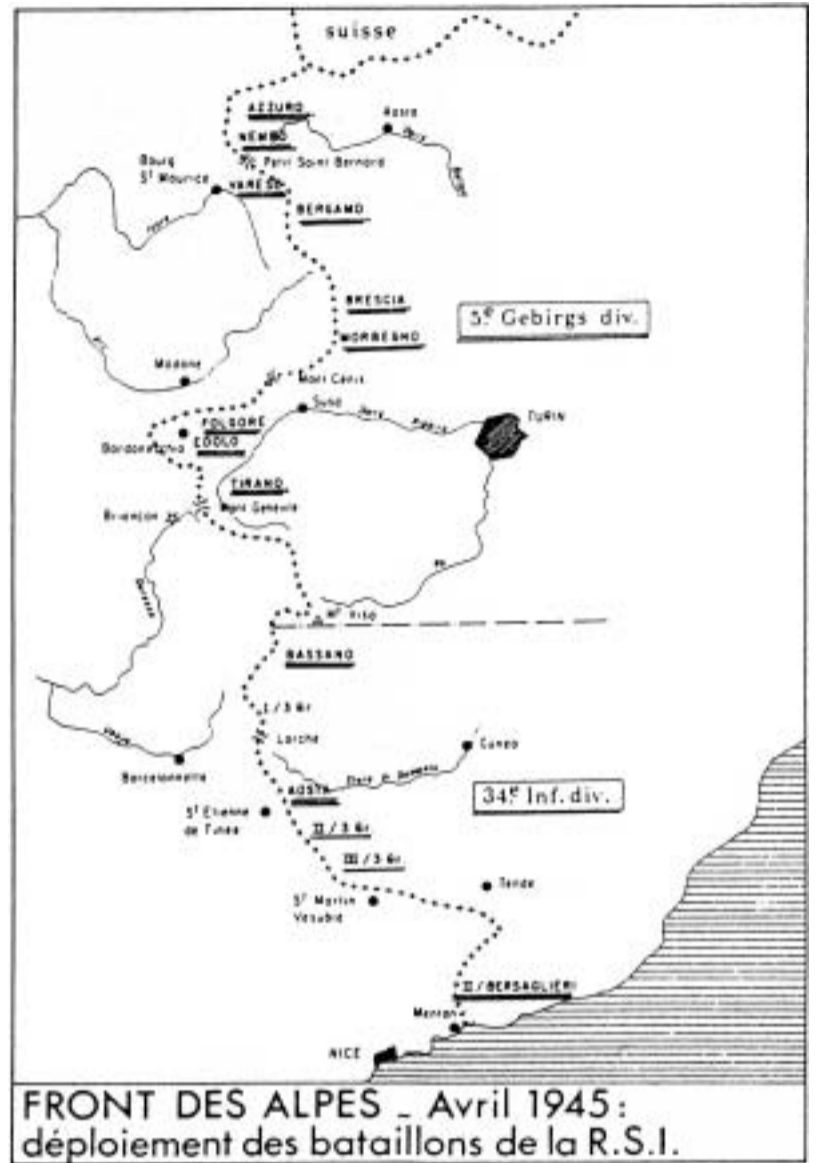 suisse
AZZURO
Aosta
NEMBO
Petit Saint Bernard
Bourg
Sᵗ Maurice
VARESE
BERGAMO
BRESCIA
5ᵉ Gebirgs div.
MORBEGNO
Modane
Mont Cenis
Suse
TURIN
FOLGORE
Bardonecchia
EDOLO
TIRANO
Mont Genèvre
Briançon
Pô
Mᵗ Viso
BASSANO
I/3 Gr.
Larche
Cuneo
Barcelonnette
34ᵉ Inf. div.
AOSTA
Sᵗ Etienne
de Tinée
II/3 Gr.
III/3 Gr.
Tende
Sᵗ Martin
Vésubie
II/BERSAGLIERI
Menton
NICE
FRONT DES ALPES _ Avril 1945:
déploiement des bataillons de la R.S.I.